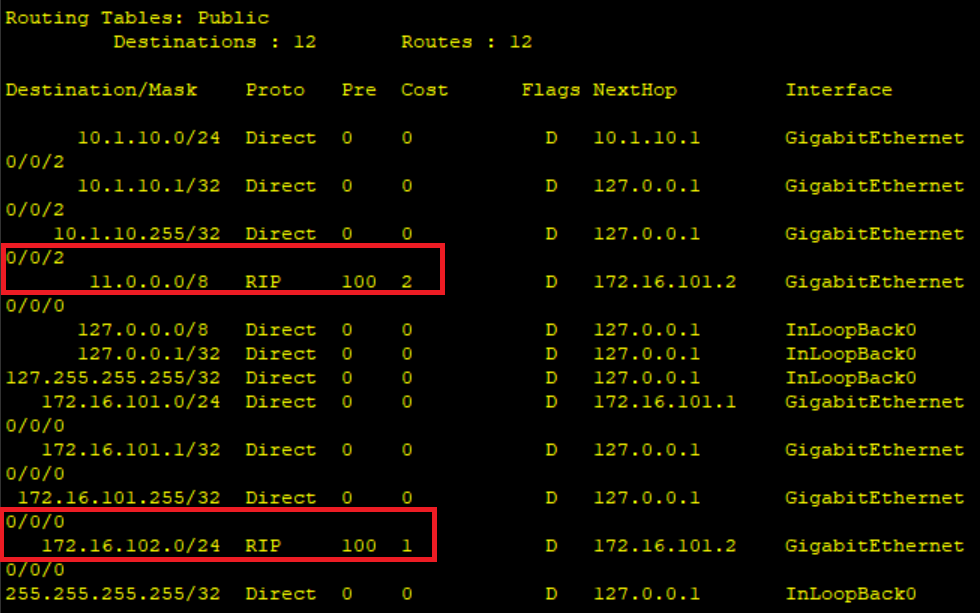 Routing Tables: Public
Destinations : 12 Routes : 12
Destination/Mask Proto Pre Cost Flags NextHop Interface
10.1.10.0/24 Direct 0 0 D 10.1.10.1 GigabitEthernet
0/0/2
10.1.10.1/32 Direct 0 0 D 127.0.0.1 GigabitEthernet
0/0/2
10.1.10.255/32 Direct 0 0 D 127.0.0.1 GigabitEthernet
0/0/2
11.0.0.0/8 RIP 100 2 D 172.16.101.2 GigabitEthernet
0/0/0
127.0.0.0/8 Direct 0 0 D 127.0.0.1 InLoopBack0
127.0.0.1/32 Direct 0 0 D 127.0.0.1 InLoopBack0
127.255.255.255/32 Direct 0 0 D 127.0.0.1 InLoopBack0
172.16.101.0/24 Direct 0 0 D 172.16.101.1 GigabitEthernet
0/0/0
172.16.101.1/32 Direct 0 0 D 127.0.0.1 GigabitEthernet
0/0/0
172.16.101.255/32 Direct 0 0 D 127.0.0.1 GigabitEthernet
0/0/0
172.16.102.0/24 RIP 100 1 D 172.16.101.2 GigabitEthernet
0/0/0
255.255.255.255/32 Direct 0 0 D 127.0.0.1 InLoopBack0